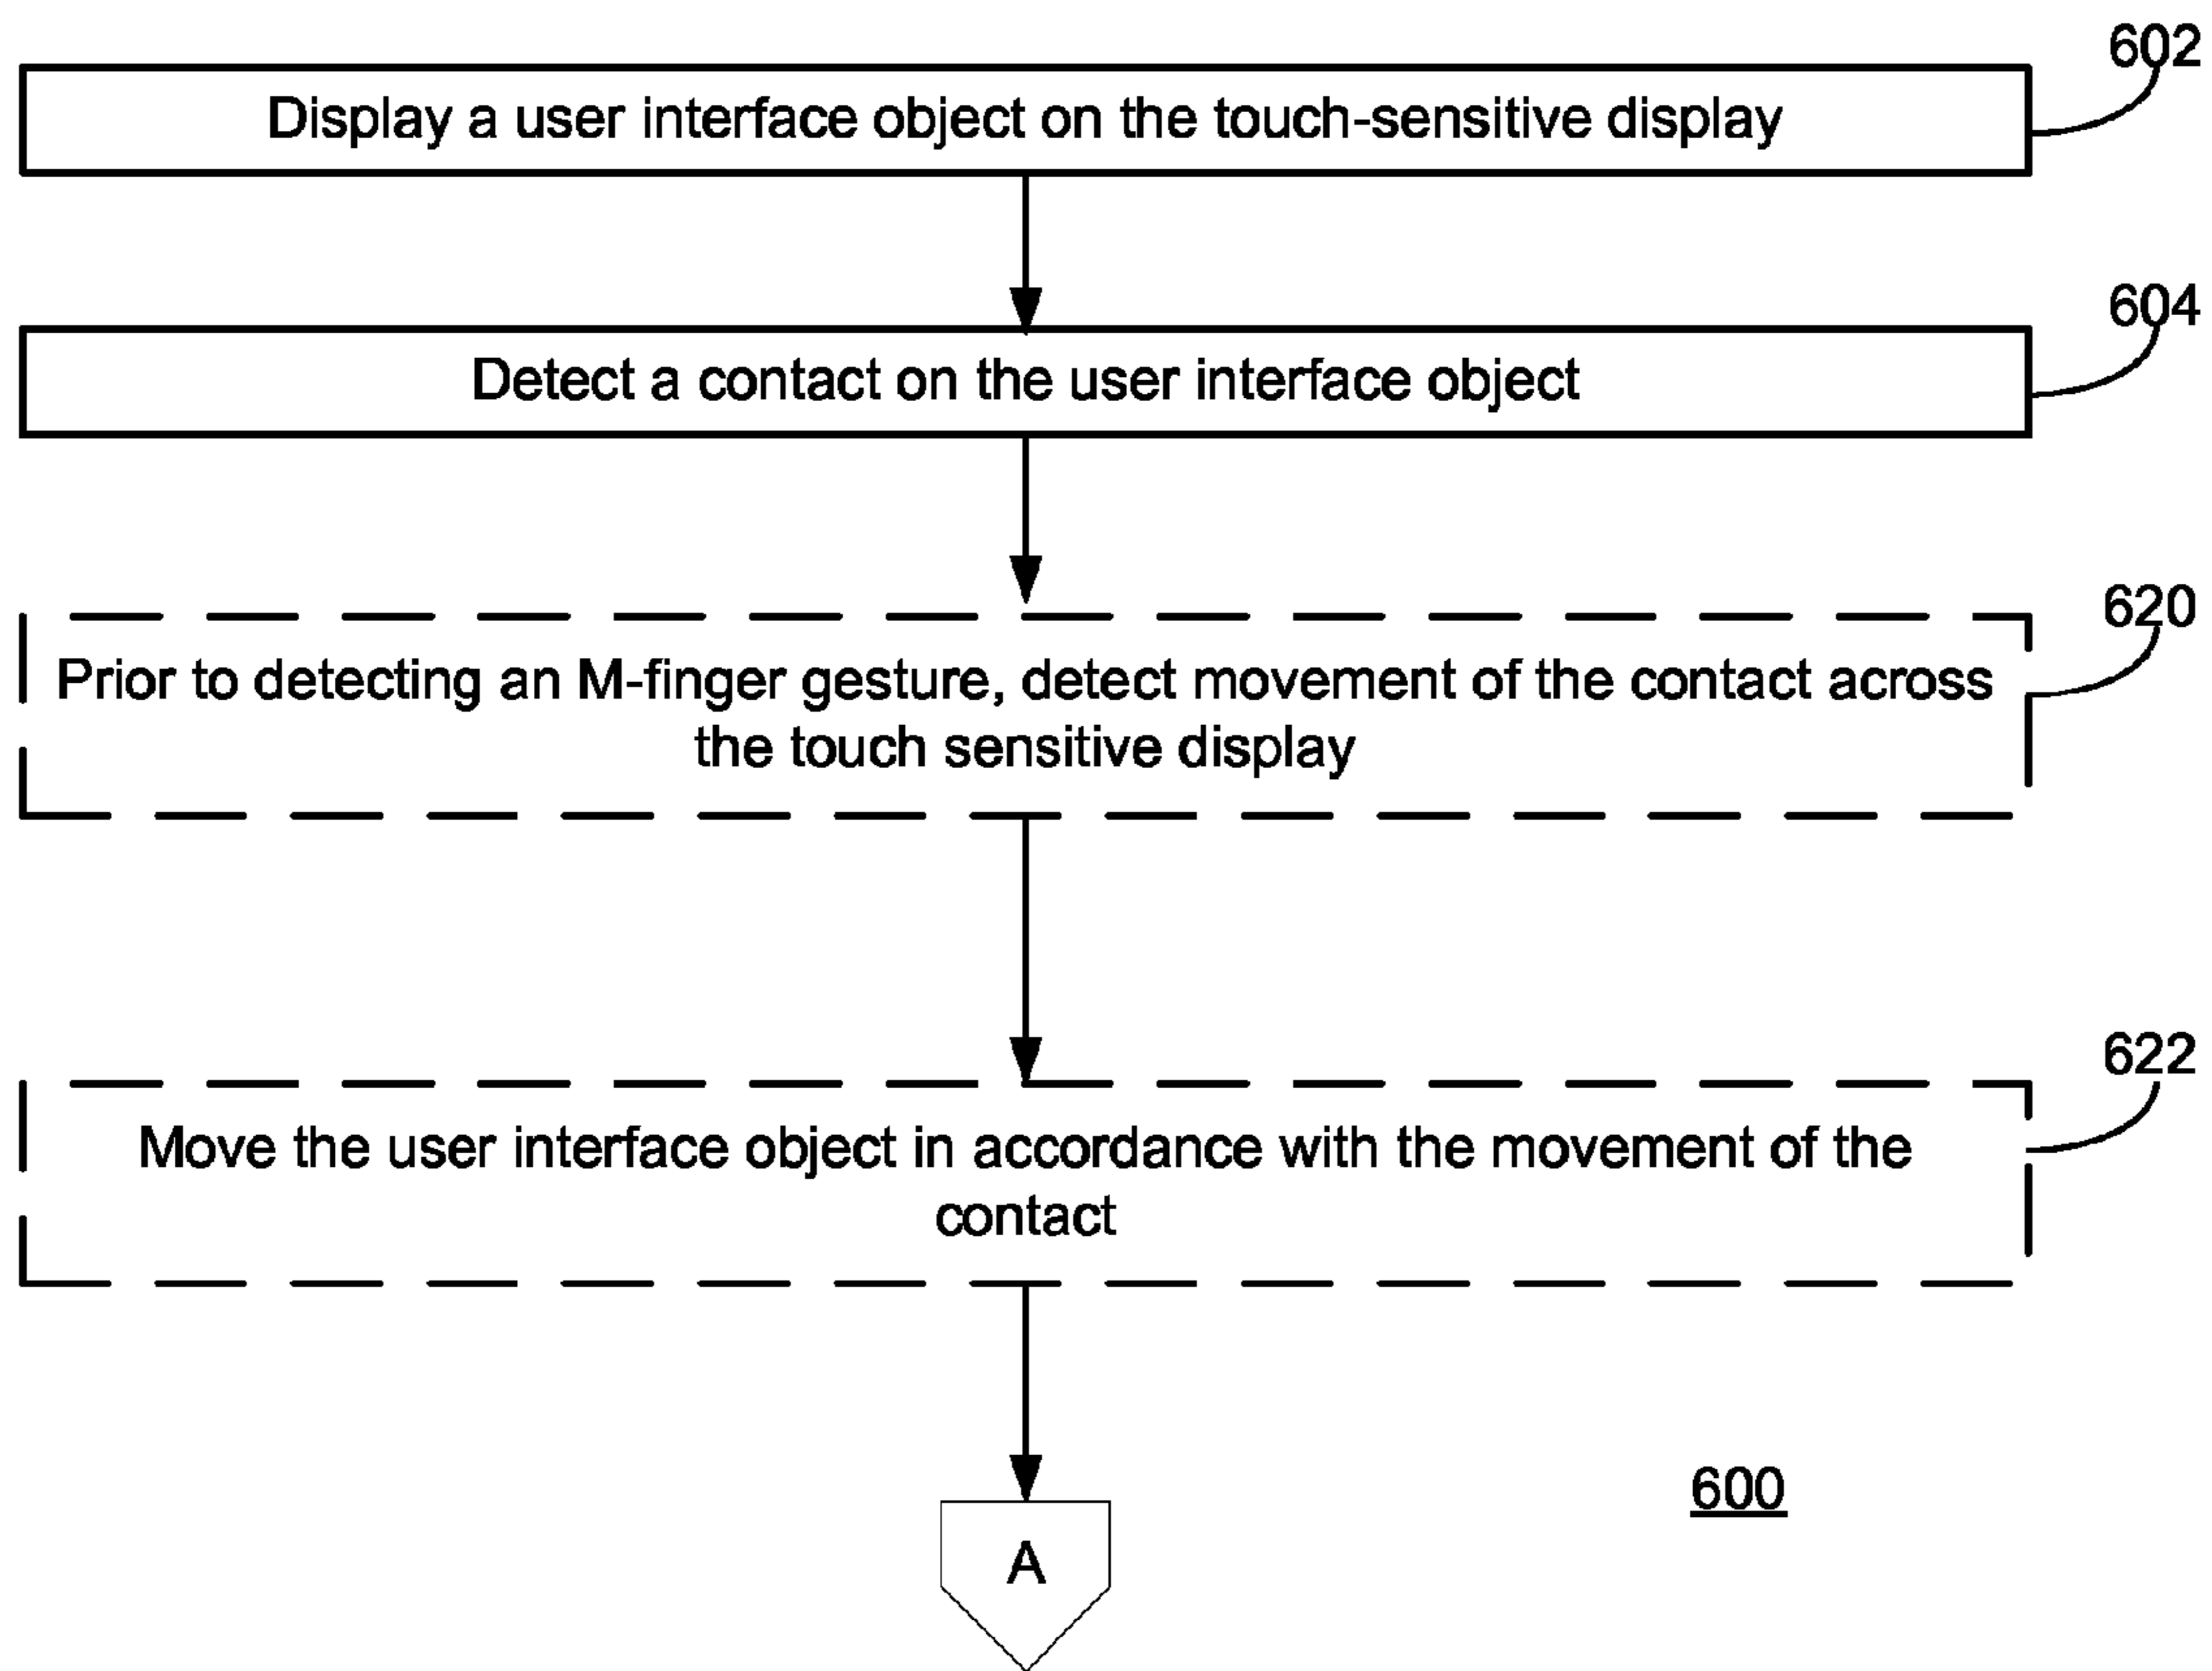 602
Display a user interface object on the touch-sensitive display
604
Detect a contact on the user interface object
620
Prior to detecting an M-finger gesture, detect movement of the contact across
the touch sensitive display
622
Move the user interface object in accordance with the movement of the
contact
600
A